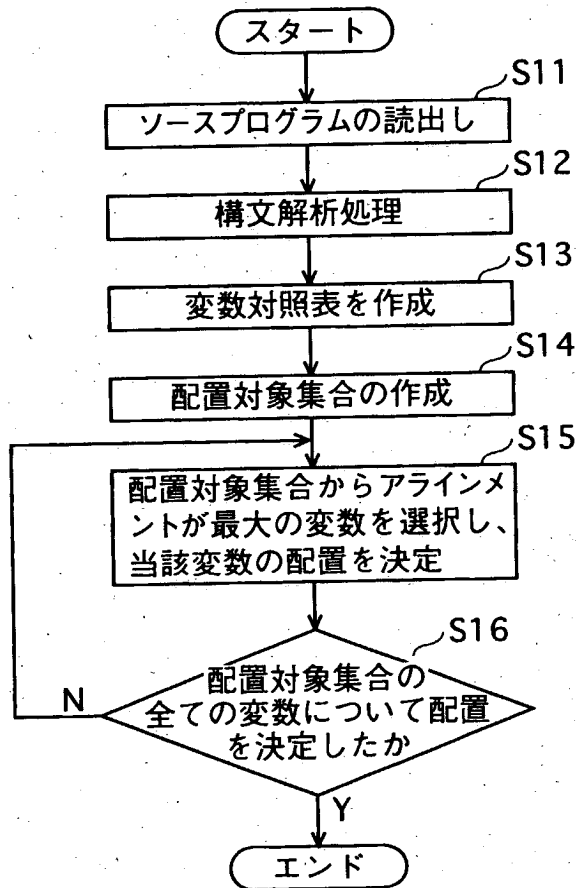 スタート
S11
ソースプログラムの読出し
S12
構文解析処理
S13
変数対照表を作成
S14
配置対象集合の作成
S15
配置対象集合からアラインメ
ントが最大の変数を選択し、
当該変数の配置を決定
S16
配置対象集合の
全ての変数について配置
を決定したか
N
Y
エンド